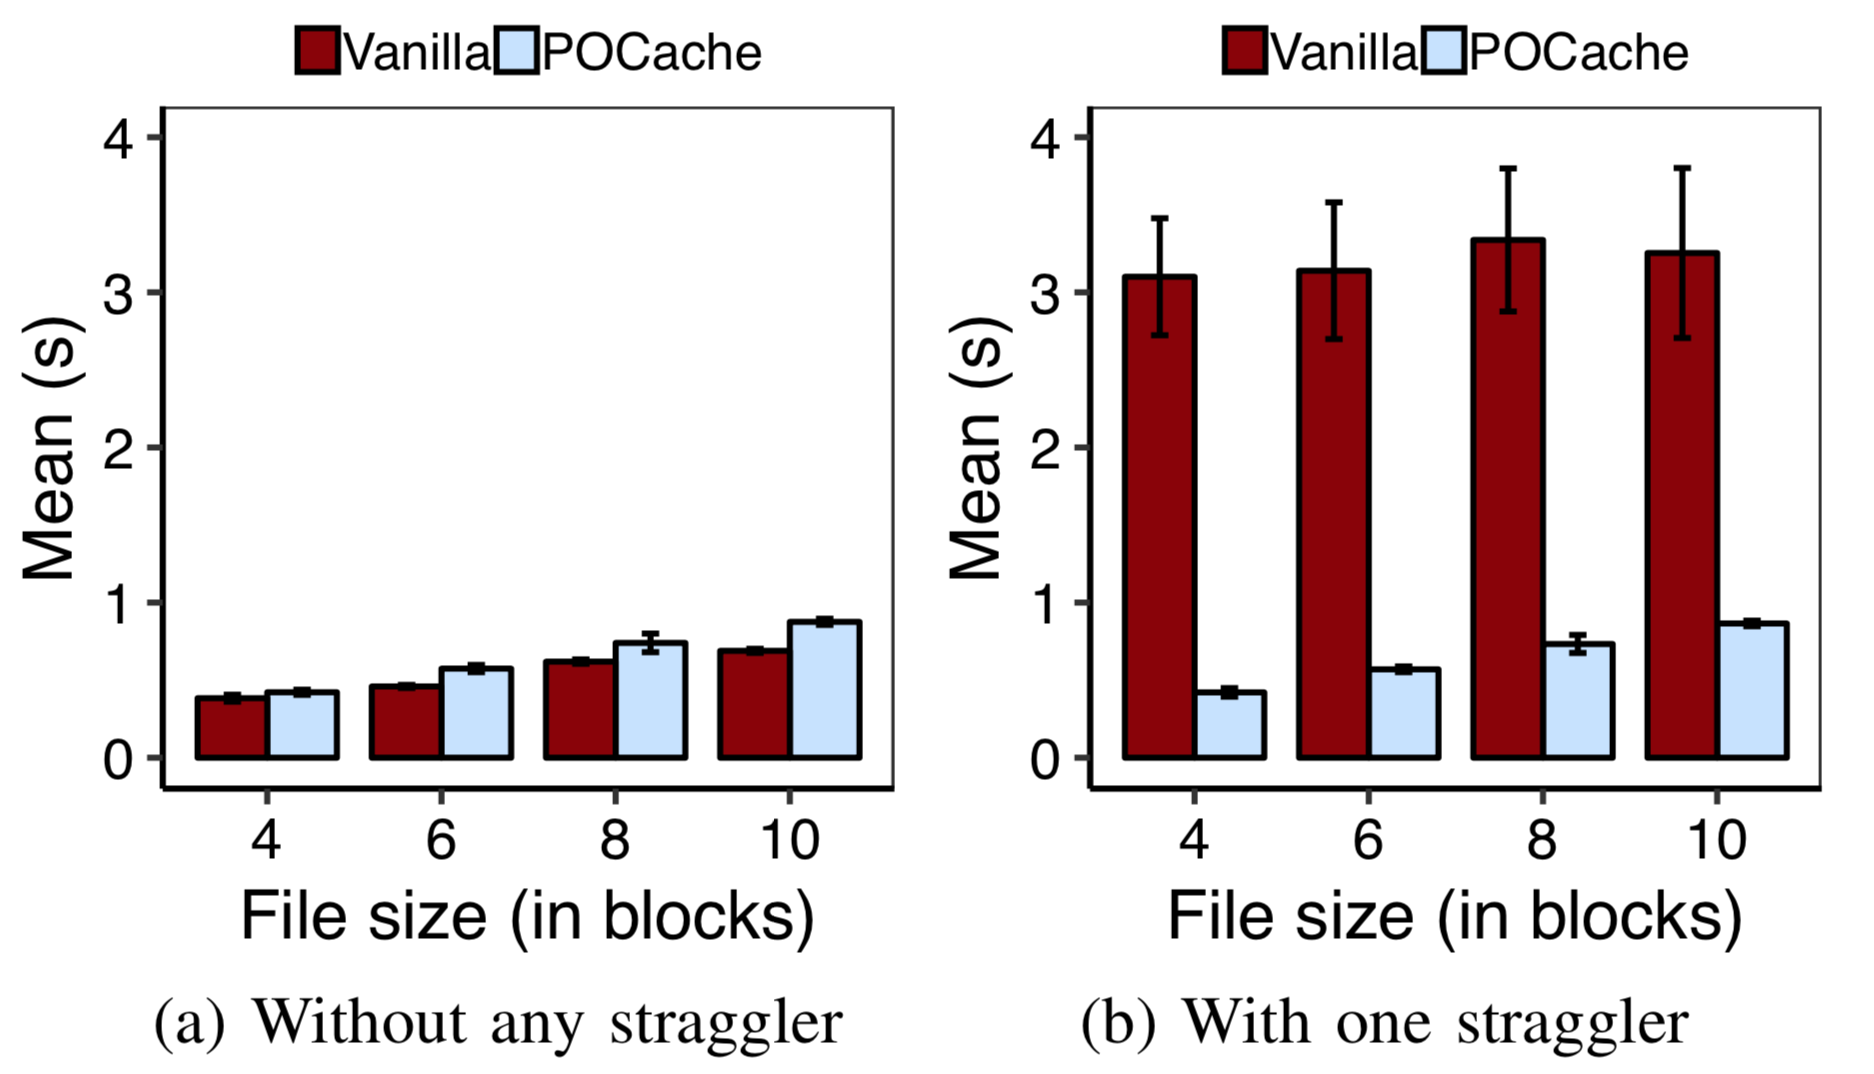 Vanilla POCache
4
3
2
1
0
Mean (s)
4 6 8 10
File size (in blocks)
(a) Without any straggler
Vanilla POCache
4
3
2
1
0
Mean (s)
4 6 8 10
File size (in blocks)
(b) With one straggler